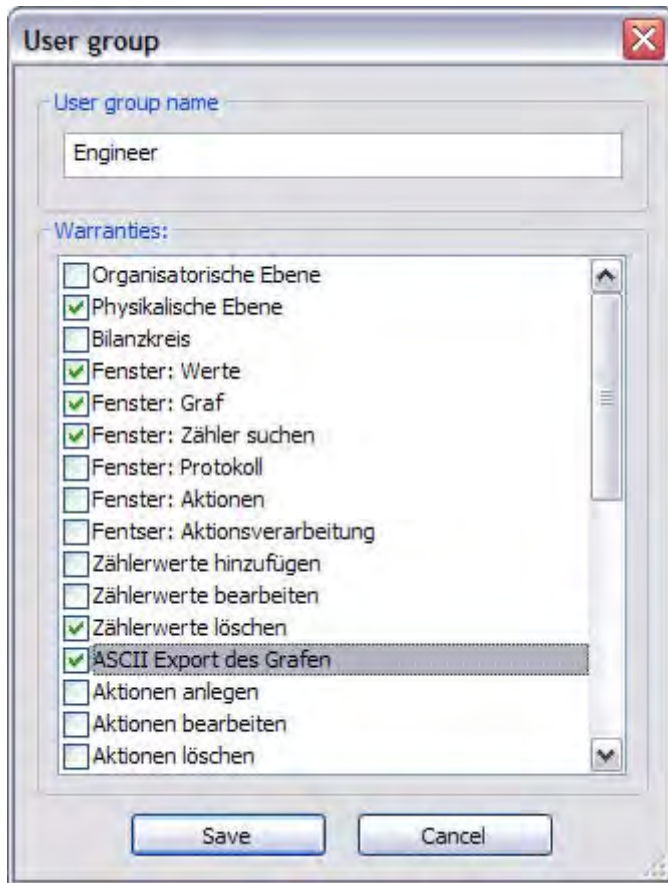 User group
User group name
Engineer
Warranties:
Organisatorische Ebene
Physikalische Ebene
Bilanzkreis
Fenster: Werte
Fenster: Graf
Fenster: Zähler suchen
Fenster: Protokoll
Fenster: Aktionen
Fentser: Aktionsverarbeitung
Zählerwerte hinzufügen
Zählerwerte bearbeiten
Zählerwerte löschen
ASCII Export des Grafen
Aktionen anlegen
Aktionen bearbeiten
Aktionen löschen
Save Cancel